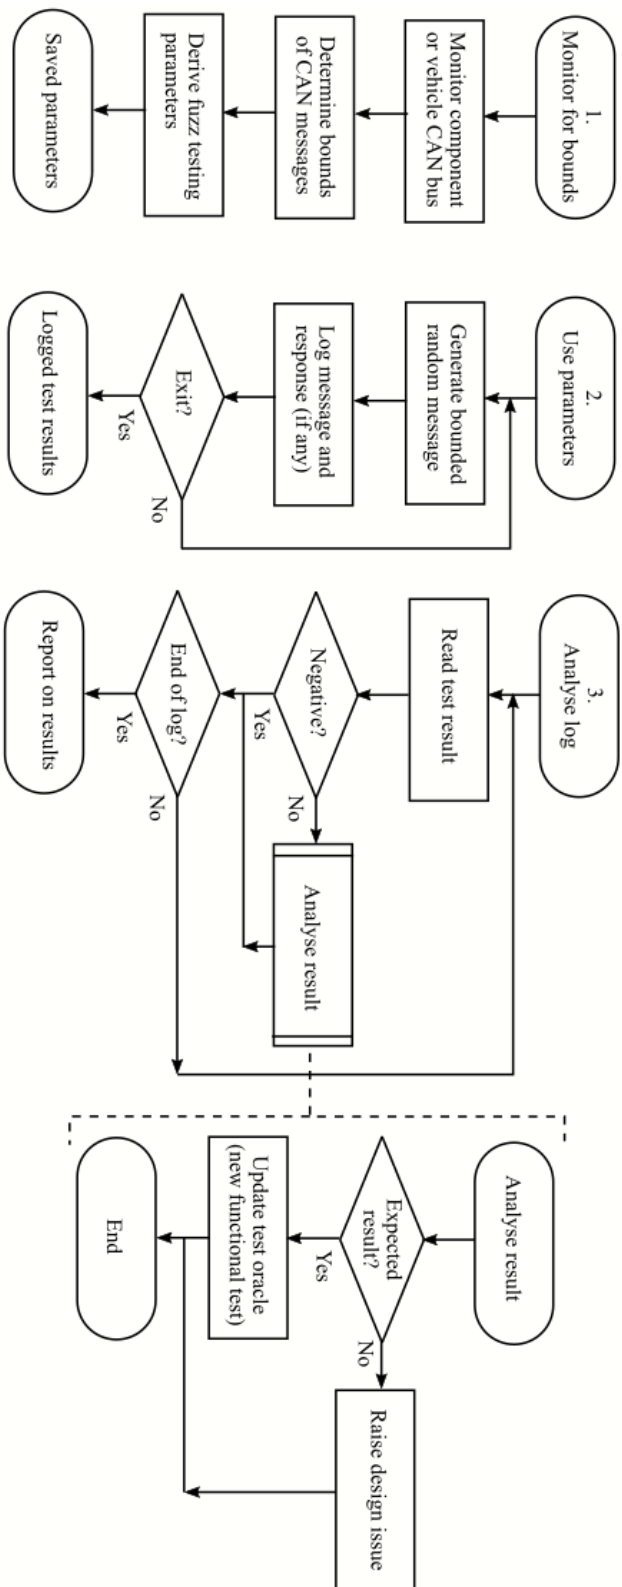 1.
Monitor for bounds
Monitor component
or vehicle CAN bus
Determine bounds
of CAN messages
Derive fuzz testing
parameters
Saved parameters
2.
Use parameters
Generate bounded
random message
Log message and
response (if any)
Exit?
No
Yes
Logged test results
3.
Analyse log
Read test result
Negative?
No
Analyse result
Yes
End of log?
No
Yes
Report on results
Analyse result
Expected
result?
No
Raise design issue
Yes
Update test oracle
(new functional test)
End